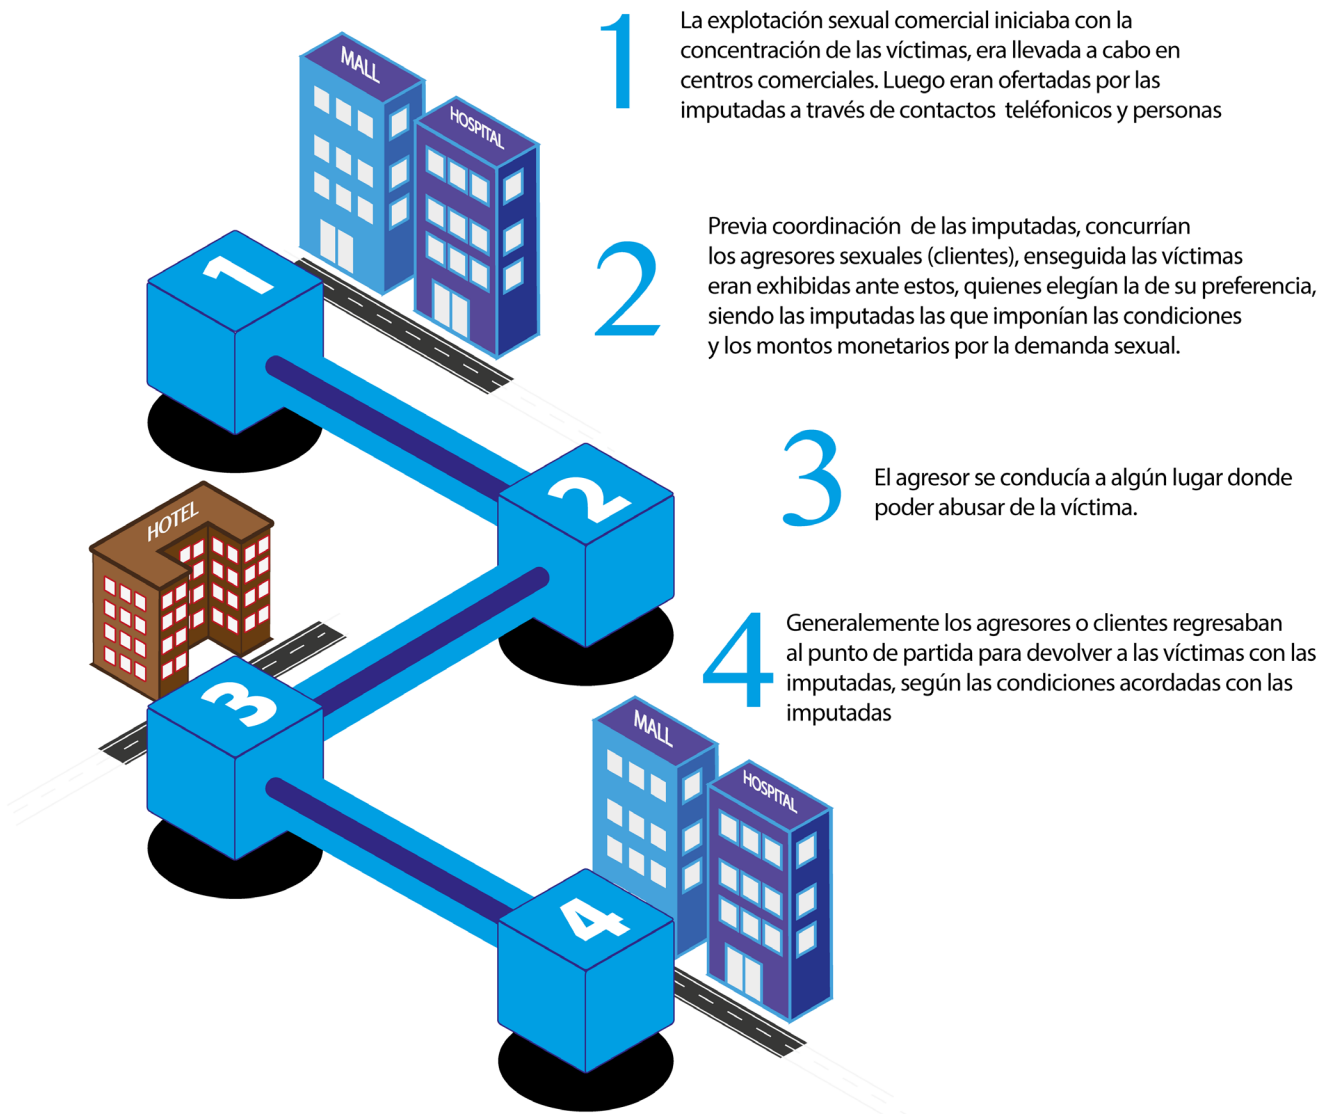 1
La explotación sexual comercial iniciaba con la
concentración de las víctimas, era llevada a cabo en
centros comerciales. Luego eran ofertadas por las
imputadas a través de contactos teléfonicos y personas
MALL
HOSPITAL
1
2
Previa coordinación de las imputadas, concurrían
los agresores sexuales (clientes), enseguida las víctimas
eran exhibidas ante estos, quienes elegían la de su preferencia,
siendo las imputadas las que imponían las condiciones
y los montos monetarios por la demanda sexual.
2
3
El agresor se conducía a algún lugar donde
poder abusar de la víctima.
HOTEL
3
4
Generalemente los agresores o clientes regresaban
al punto de partida para devolver a las víctimas con las
imputadas, según las condiciones acordadas con las
imputadas
MALL
HOSPITAL
4